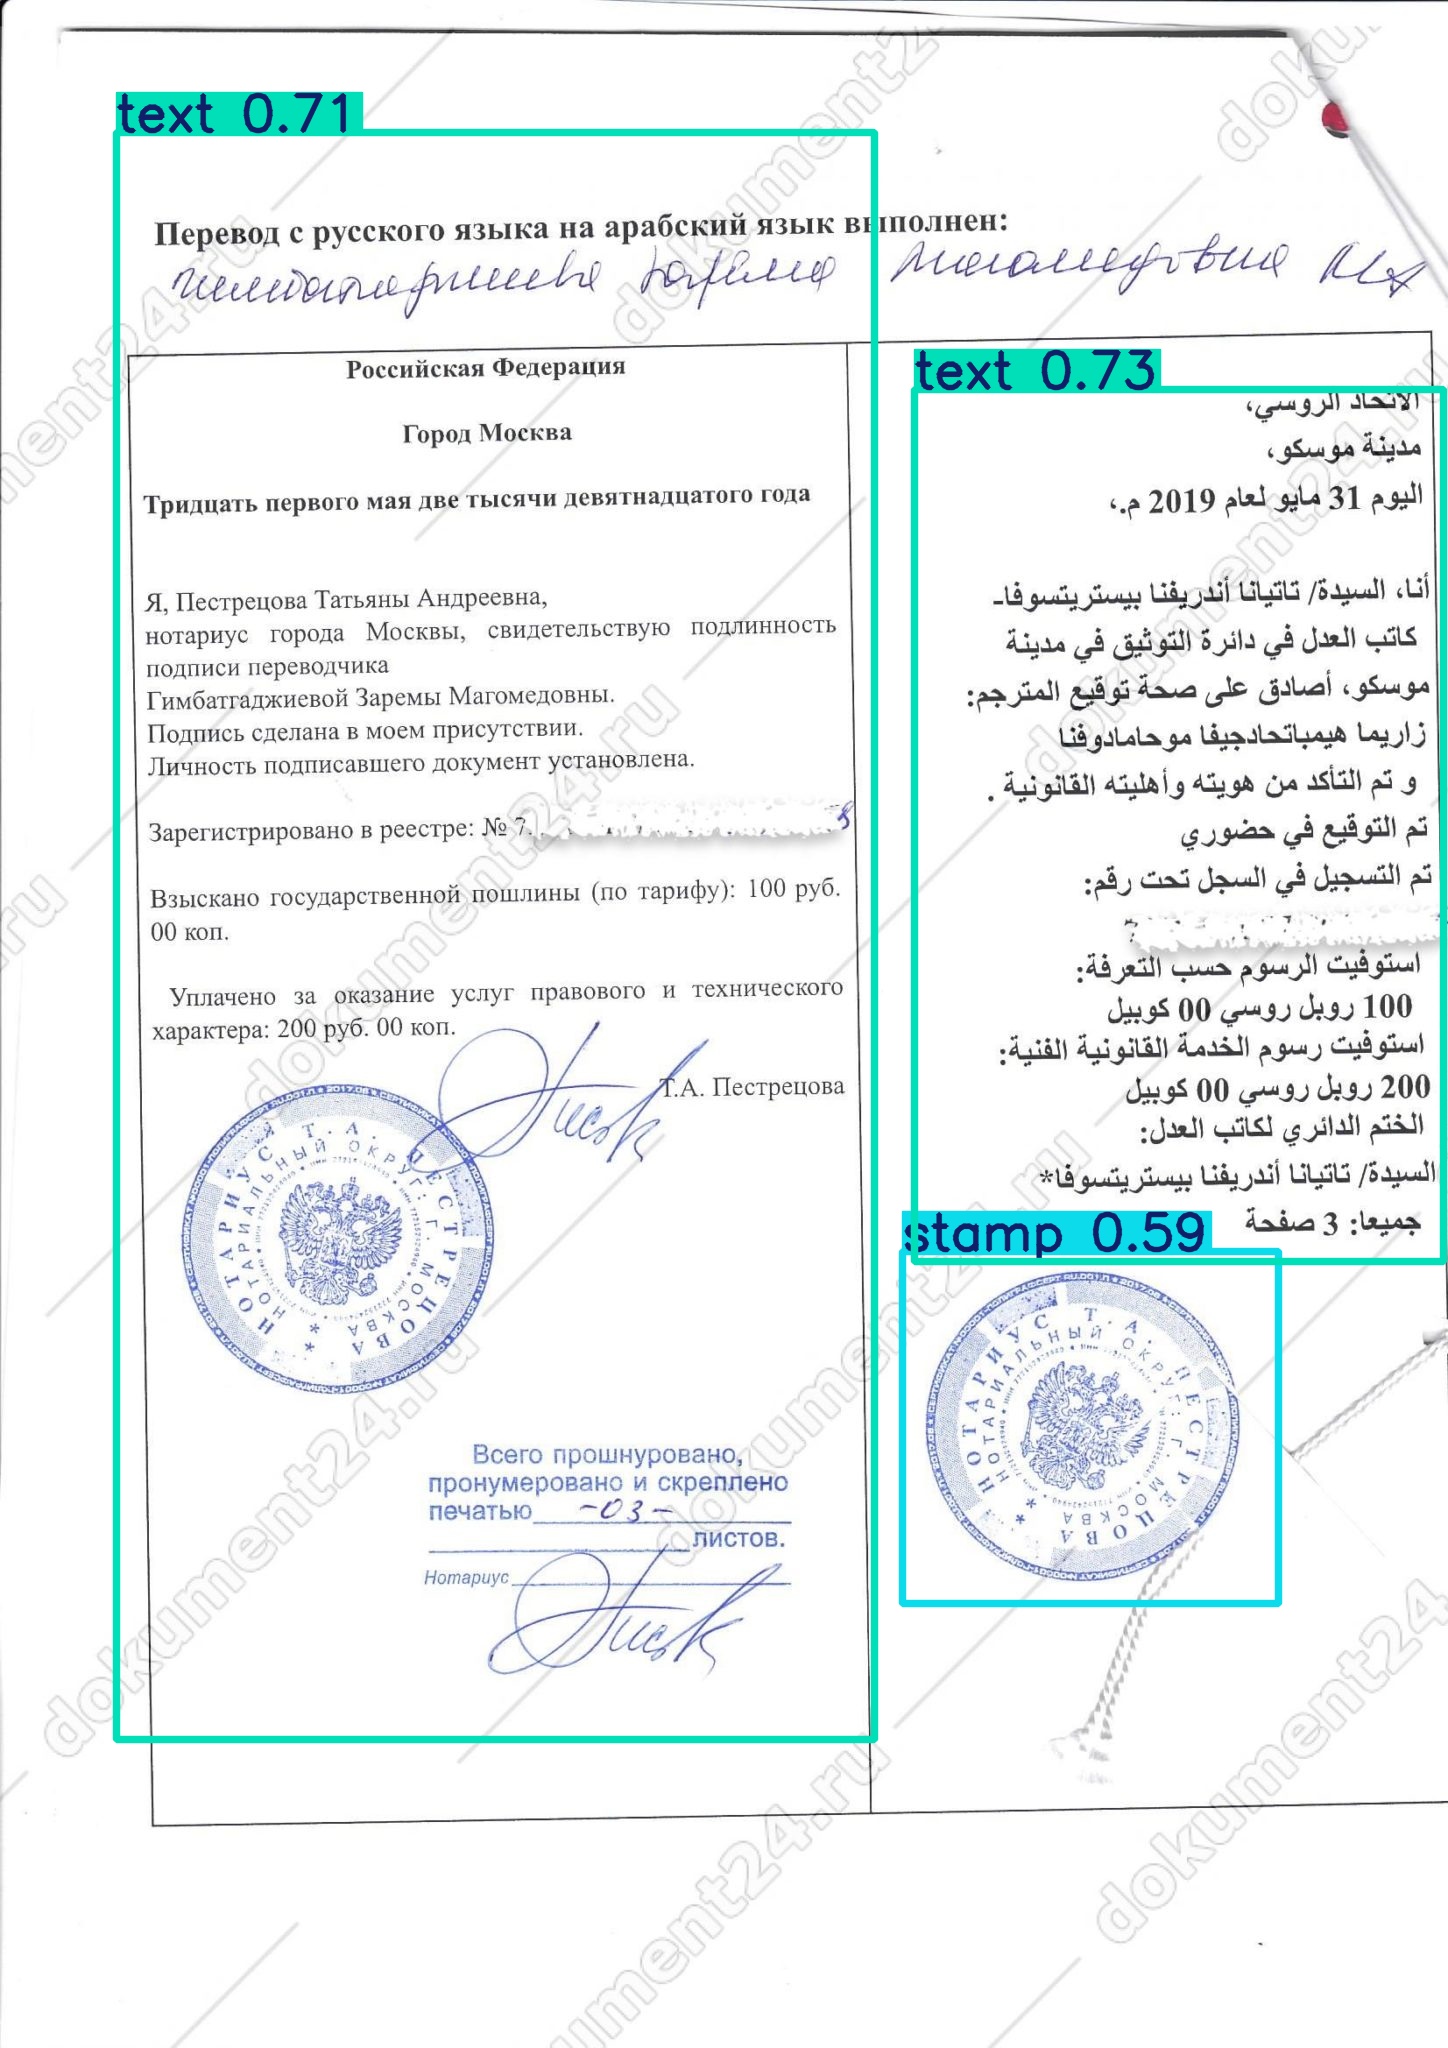 text 0.71
Перевод с русского языка на арабский язык выполнен:
Гимбатгаджиева Зарема Магомедовна
Российская Федерация
Город Москва
Тридцать первого мая две тысячи девятнадцатого года
Я, Пестрецова Татьяны Андреевна,
нотариус города Москвы, свидетельствую подлинность
подписи переводчика
Гимбатгаджиевой Заремы Магомедовны.
Подпись сделана в моем присутствии.
Личность подписавшего документ установлена.
Зарегистрировано в реестре: № 7
Взыскано государственной пошлины (по тарифу): 100 руб.
00 коп.
Уплачено за оказание услуг правового и технического
характера: 200 руб. 00 коп.
Т.А. Пестрецова
НОТАРИУС Т.А. ПЕСТРЕЦОВА
НОТАРИАЛЬНЫЙ ОКРУГ: Г. МОСКВА
Всего прошнуровано,
пронумеровано и скреплено
печатью -03-
листов.
Нотариус
text 0.73
الاتحاد الروسي،
مدينة موسكو،
اليوم 31 مايو لعام 2019 م.،
أنا، السيدة/ تاتيانا أندريفنا بيستريتسوفا-
كاتب العدل في دائرة التوثيق في مدينة
موسكو، أصادق على صحة توقيع المترجم:
زاريما هيمباتحادجيفا موحامادوفنا
و تم التأكد من هويته وأهليته القانونية .
تم التوقيع في حضوري
تم التسجيل في السجل تحت رقم:
استوفيت الرسوم حسب التعرفة:
100 روبل روسي 00 كوبيل
استوفيت رسوم الخدمة القانونية الفنية:
200 روبل روسي 00 كوبيل
الختم الدائري لكاتب العدل:
السيدة/ تاتيانا أندريفنا بيستريتسوفا*
جميعا: 3 صفحة
stamp 0.59
НОТАРИУС Т.А. ПЕСТРЕЦОВА
НОТАРИАЛЬНЫЙ ОКРУГ: Г. МОСКВА
dokument24.ru